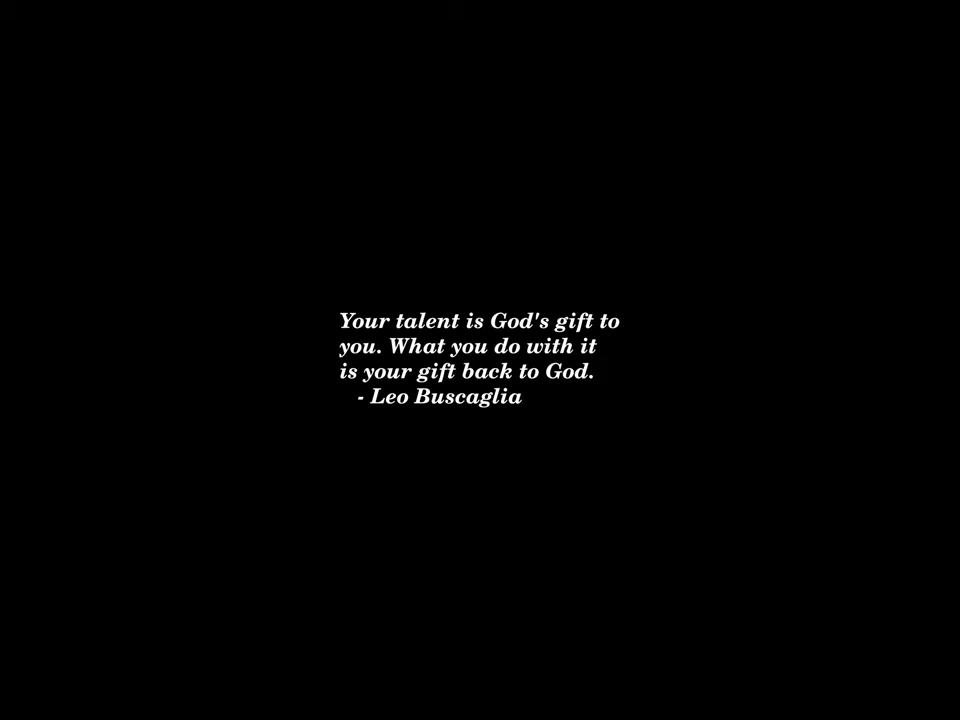 Your talent is God's gift to
you. What you do with it
is your gift back to God.
- Leo Buscaglia